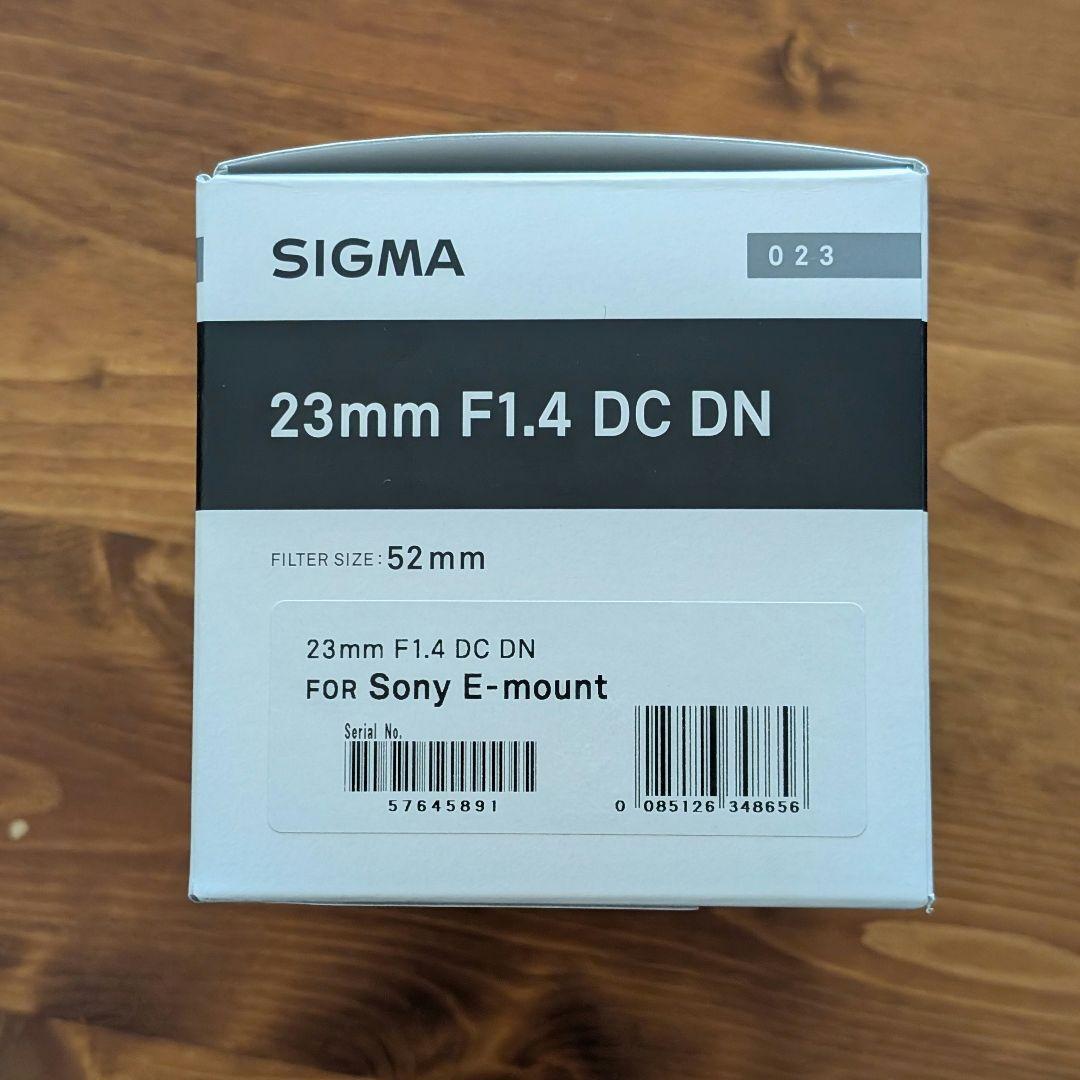 SIGMA
023
23mm F1.4 DC DN
FILTER SIZE: 52mm
23mm F1.4 DC DN
FOR Sony E-mount
Serial No.
57645891
0 085126 348656